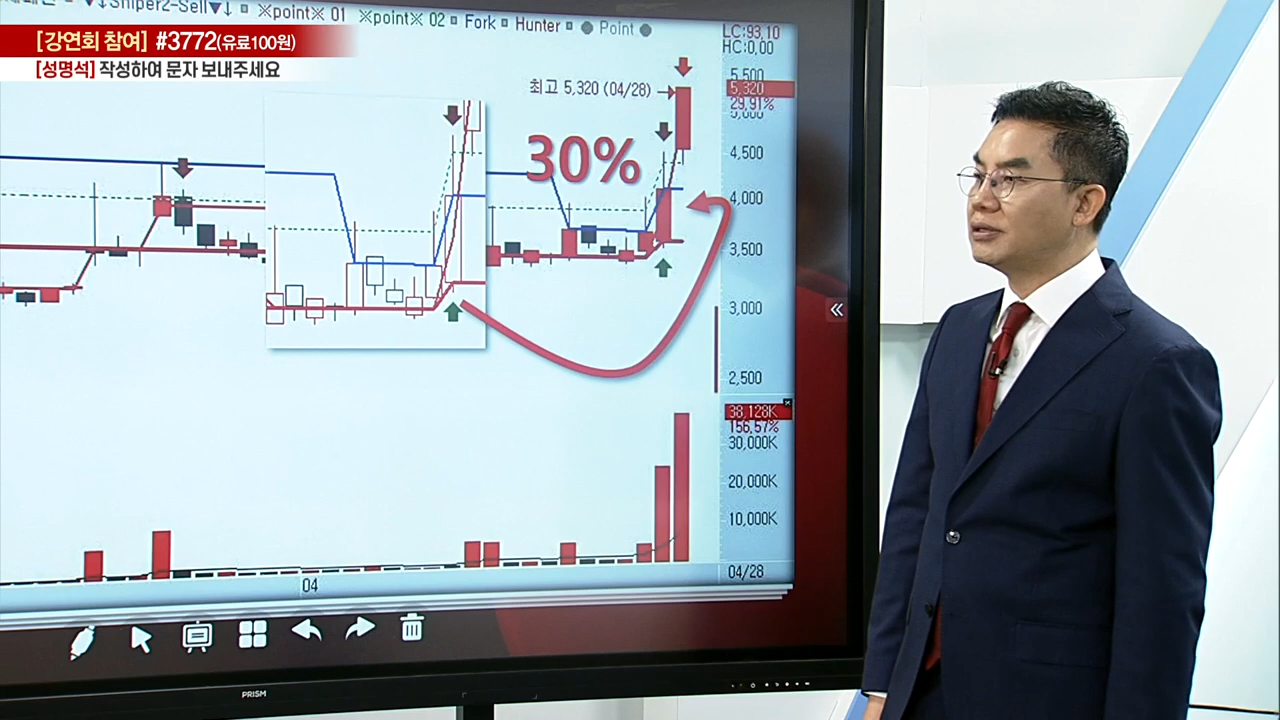 ▼↓Sniper2-Sell▼↓ ※point※ 01 ※point※ 02 Fork Hunter Point
[강연회 참여] #3772(유료100원)
[성명석] 작성하여 문자 보내주세요
LC:93,10
HC:0,00
최고 5,320 (04/28)→
5,500
5,320
29,91%
5,000
30%
4,500
4,000
3,500
3,000
2,500
38,128K
156,57%
30,000K
20,000K
10,000K
04
04/28
PRISM